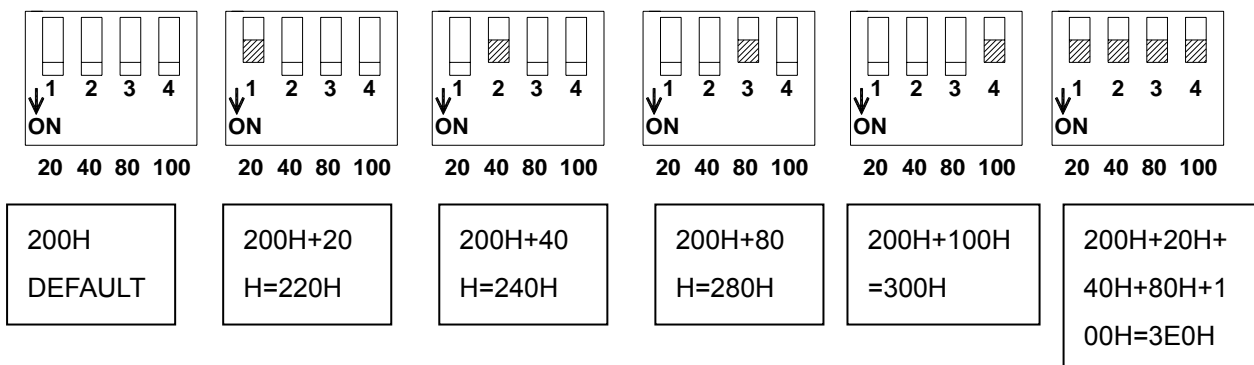 1 2 3 4
ON
20 40 80 100
200H
DEFAULT
1 2 3 4
ON
20 40 80 100
200H+20
H=220H
1 2 3 4
ON
20 40 80 100
200H+40
H=240H
1 2 3 4
ON
20 40 80 100
200H+80
H=280H
1 2 3 4
ON
20 40 80 100
200H+100H
=300H
1 2 3 4
ON
20 40 80 100
200H+20H+
40H+80H+1
00H=3E0H